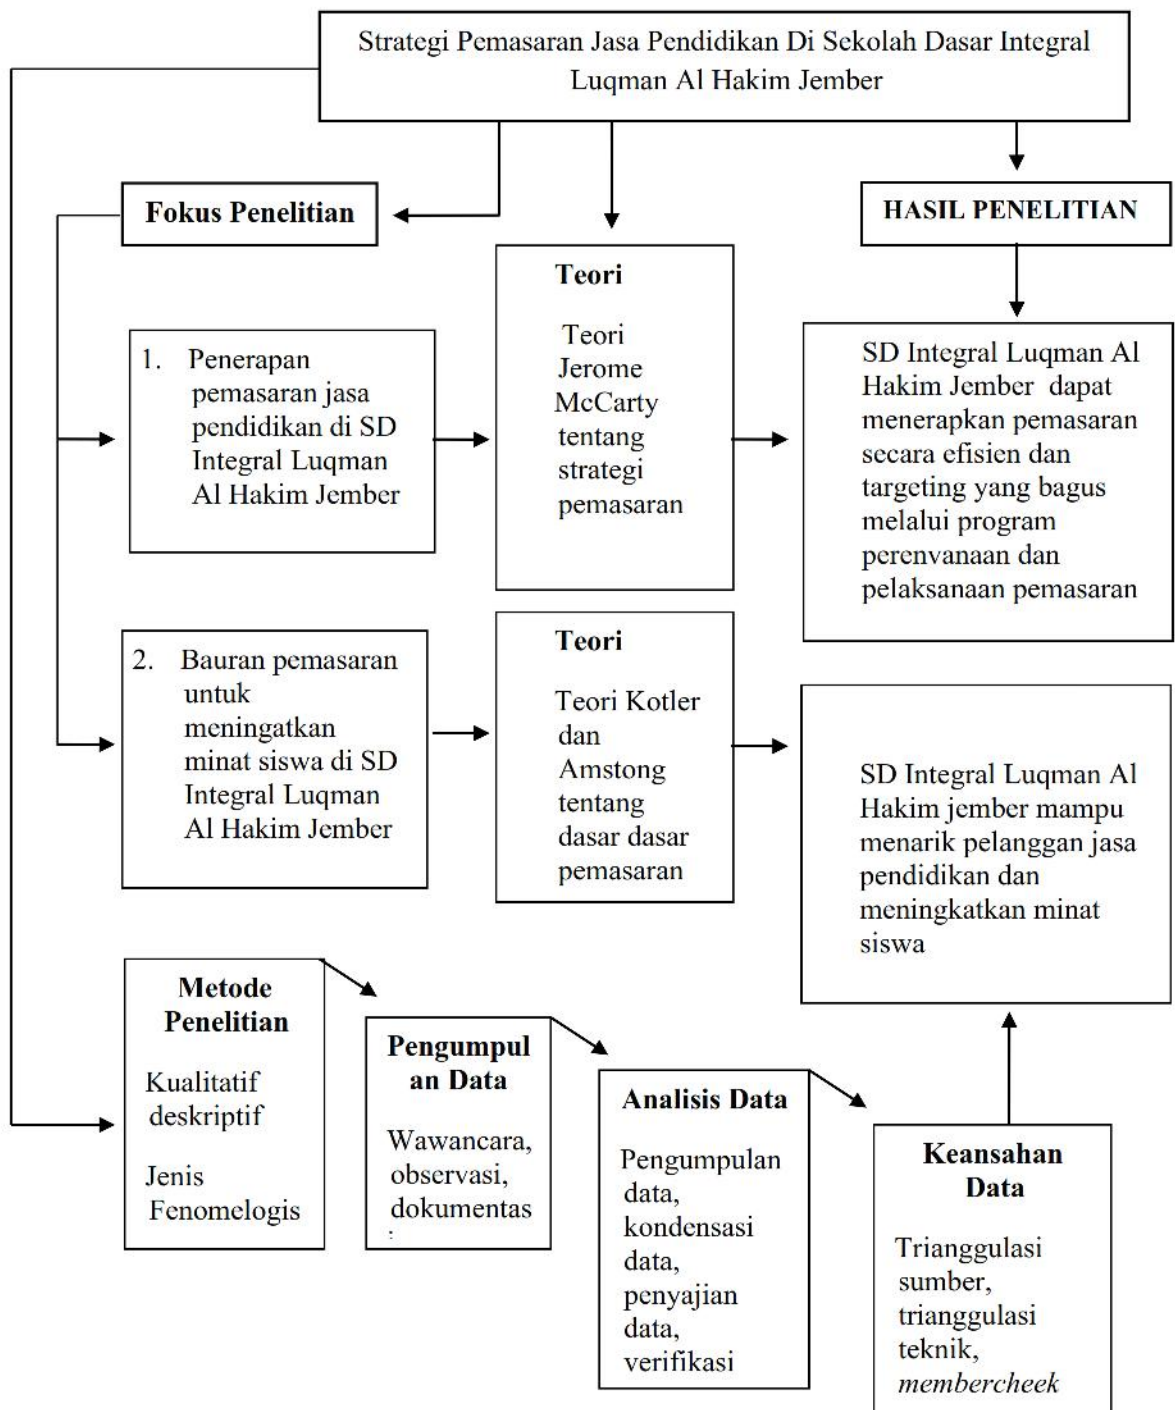 Strategi Pemasaran Jasa Pendidikan Di Sekolah Dasar Integral
Luqman Al Hakim Jember
Fokus Penelitian
HASIL PENELITIAN
1. Penerapan
pemasaran jasa
pendidikan di SD
Integral Luqman
Al Hakim Jember
Teori
Teori
Jerome
McCarty
tentang
strategi
pemasaran
SD Integral Luqman Al
Hakim Jember dapat
menerapkan pemasaran
secara efisien dan
targeting yang bagus
melalui program
perenvanaan dan
pelaksanaan pemasaran
2. Bauran pemasaran
untuk
meningatkan
minat siswa di SD
Integral Luqman
Al Hakim Jember
Teori
Teori Kotler
dan
Amstong
tentang
dasar dasar
pemasaran
SD Integral Luqman Al
Hakim jember mampu
menarik pelanggan jasa
pendidikan dan
meningkatkan minat
siswa
Metode
Penelitian
Kualitatif
deskriptif
Jenis
Fenomelogis
Pengumpul
an Data
Wawancara,
observasi,
dokumentas
Analisis Data
Pengumpulan
data,
kondensasi
data,
penyajian
data,
verifikasi
Keansahan
Data
Trianggulasi
sumber,
trianggulasi
teknik,
membercheek